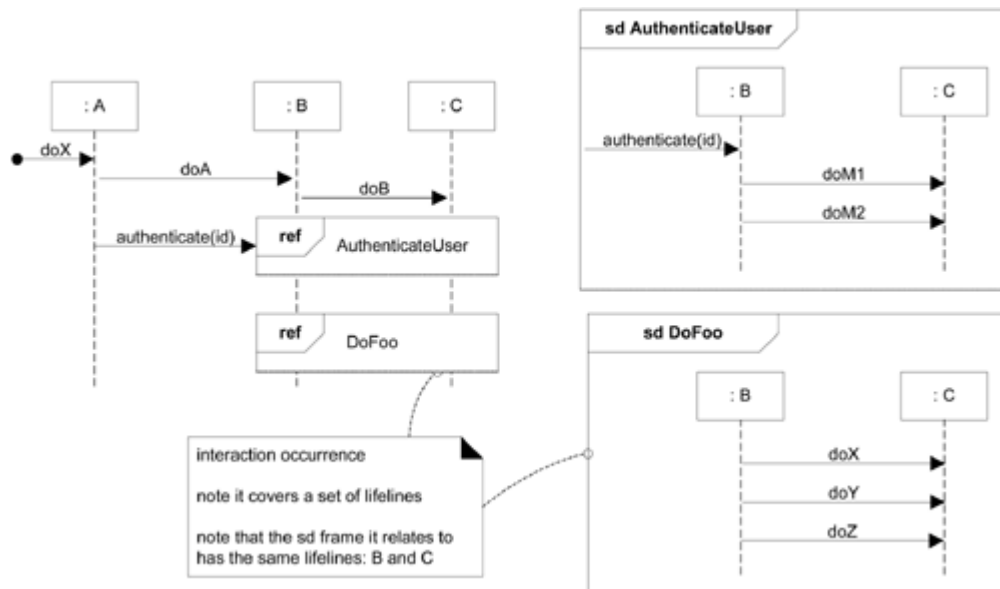 sd AuthenticateUser
: A
: B
: C
: B
: C
doX
authenticate(id)
doA
doM1
doB
doM2
authenticate(id)
ref
AuthenticateUser
ref
DoFoo
sd DoFoo
: B
: C
interaction occurrence
note it covers a set of lifelines
note that the sd frame it relates to
has the same lifelines: B and C
doX
doY
doZ